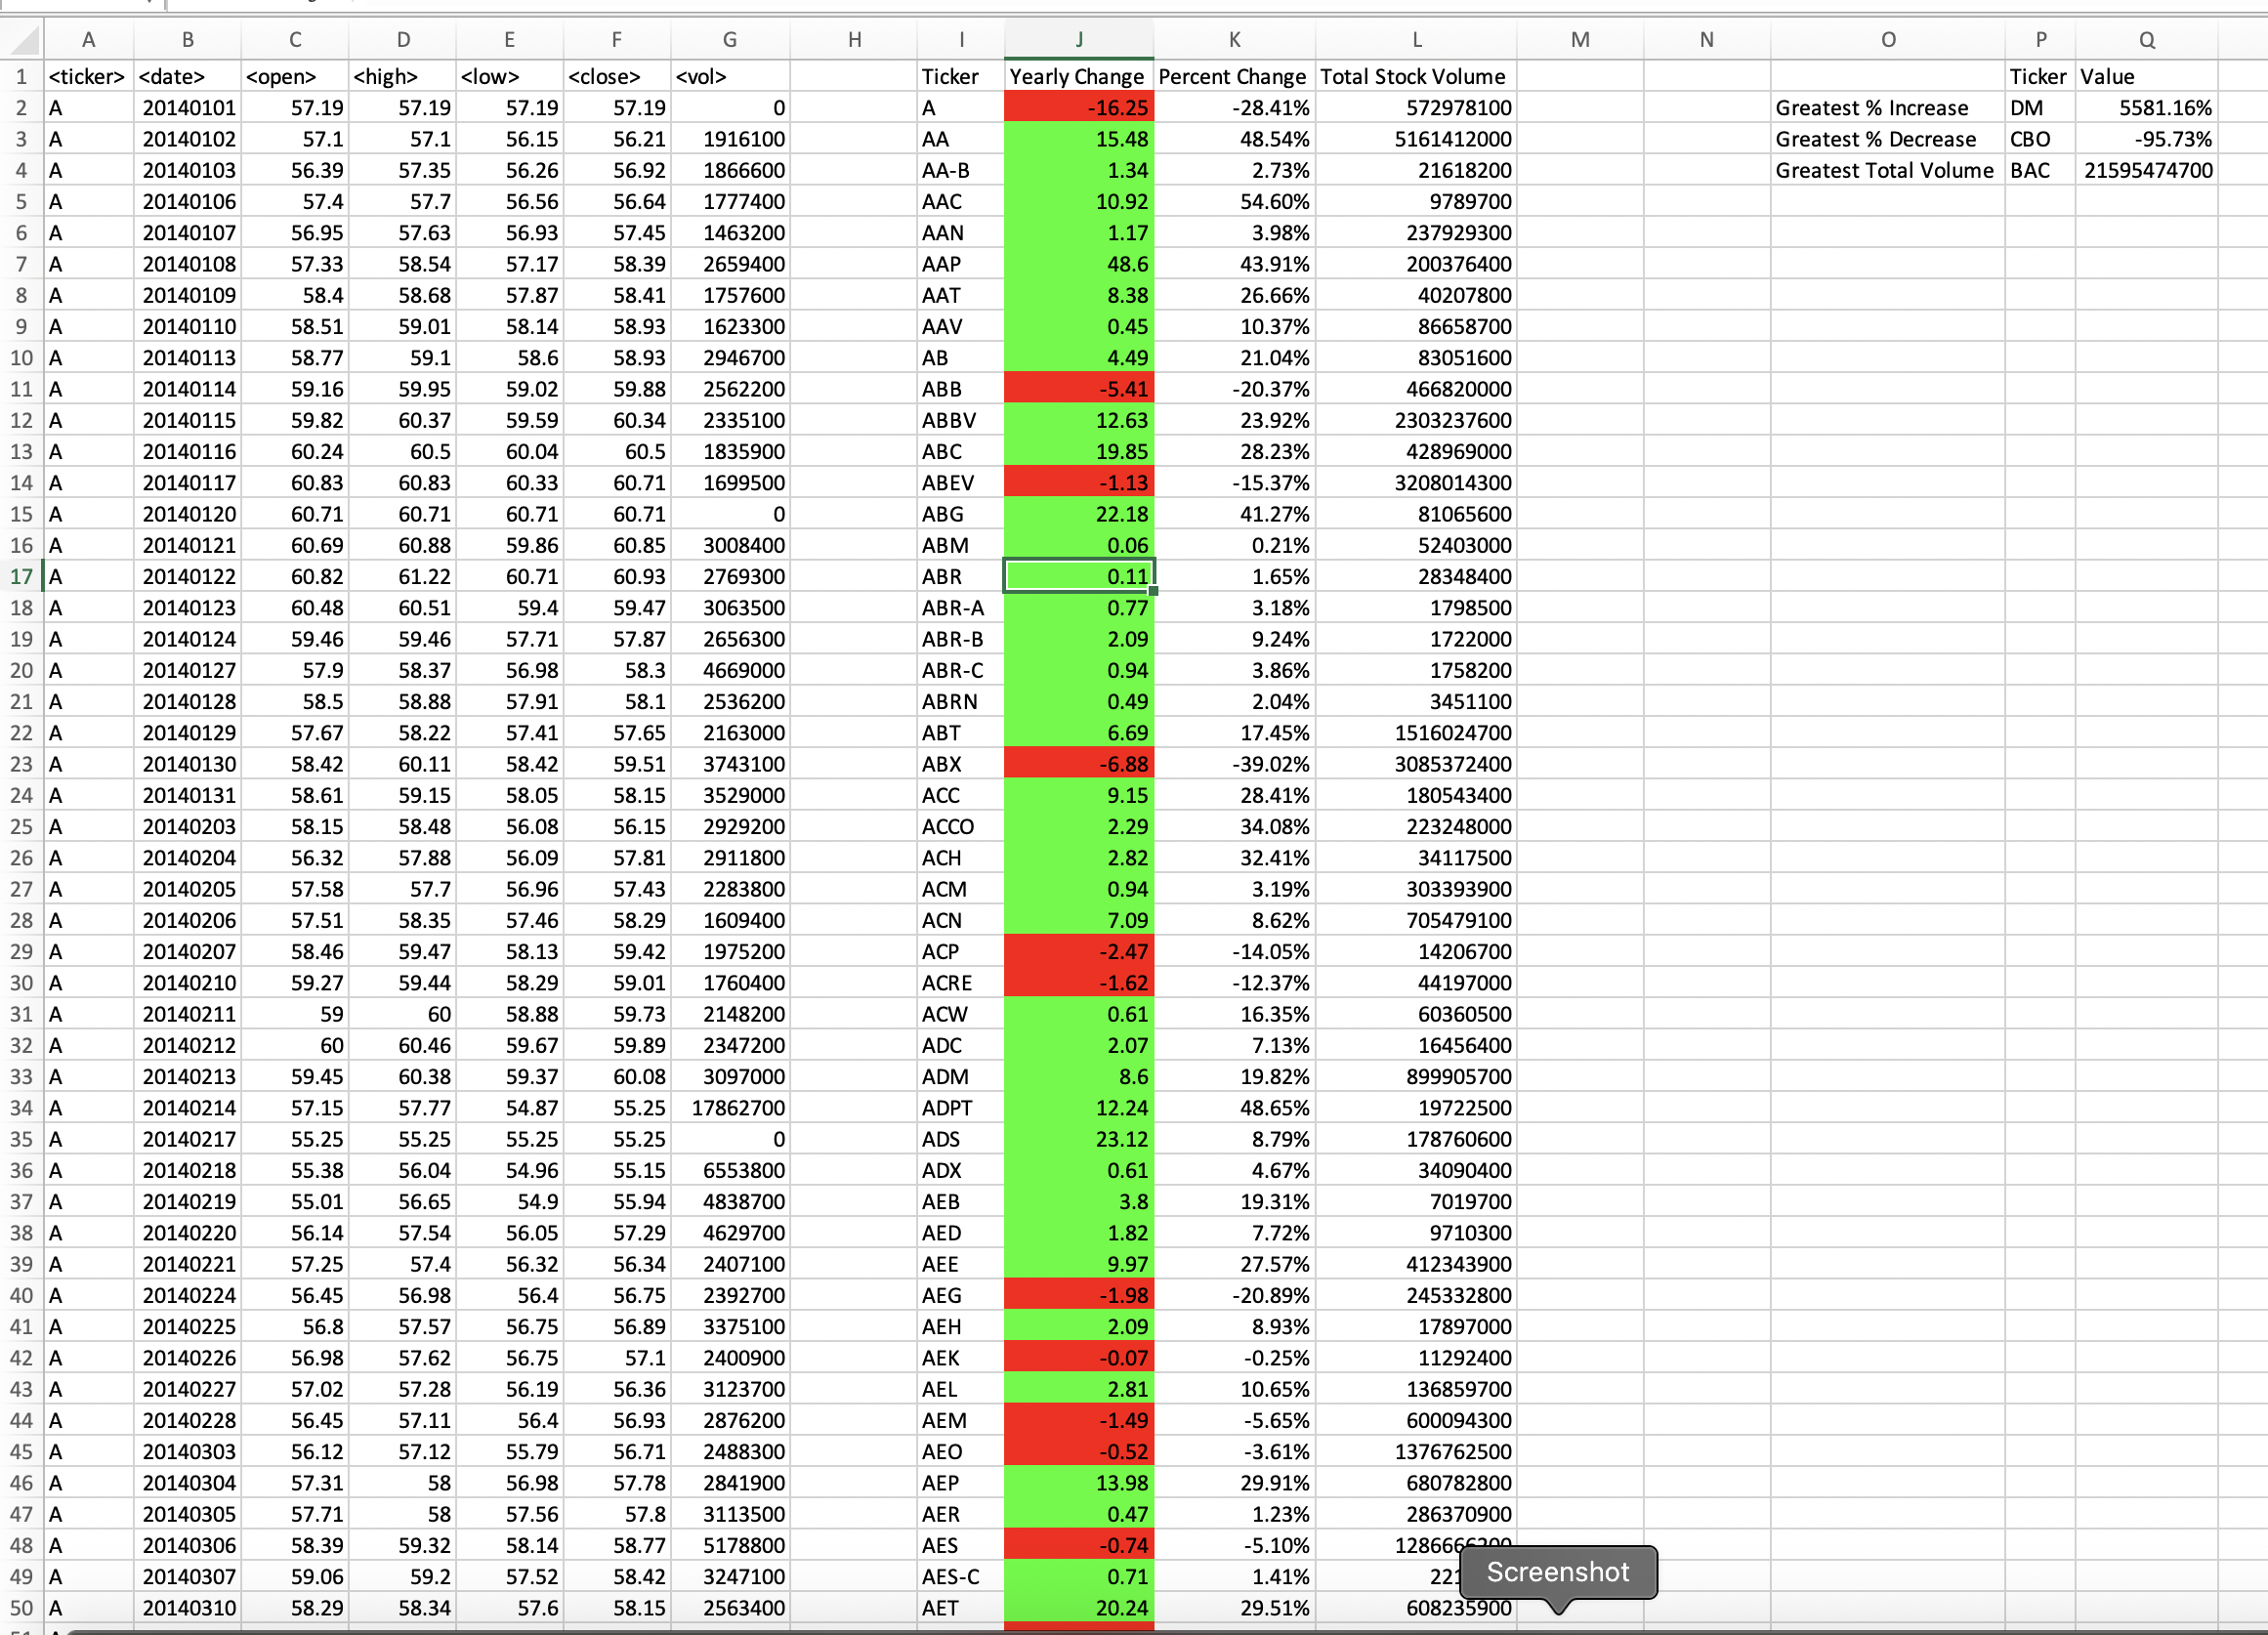 A B C D E F G H I J K L M N O P Q
1 <ticker> <date> <open> <high> <low> <close> <vol> Ticker Yearly Change Percent Change Total Stock Volume Ticker Value
2 A 20140101 57.19 57.19 57.19 57.19 0 A -16.25 -28.41% 572978100 Greatest % Increase DM 5581.16%
3 A 20140102 57.1 57.1 56.15 56.21 1916100 AA 15.48 48.54% 5161412000 Greatest % Decrease CBO -95.73%
4 A 20140103 56.39 57.35 56.26 56.92 1866600 AA-B 1.34 2.73% 21618200 Greatest Total Volume BAC 21595474700
5 A 20140106 57.4 57.7 56.56 56.64 1777400 AAC 10.92 54.60% 9789700
6 A 20140107 56.95 57.63 56.93 57.45 1463200 AAN 1.17 3.98% 237929300
7 A 20140108 57.33 58.54 57.17 58.39 2659400 AAP 48.6 43.91% 200376400
8 A 20140109 58.4 58.68 57.87 58.41 1757600 AAT 8.38 26.66% 40207800
9 A 20140110 58.51 59.01 58.14 58.93 1623300 AAV 0.45 10.37% 86658700
10 A 20140113 58.77 59.1 58.6 58.93 2946700 AB 4.49 21.04% 83051600
11 A 20140114 59.16 59.95 59.02 59.88 2562200 ABB -5.41 -20.37% 466820000
12 A 20140115 59.82 60.37 59.59 60.34 2335100 ABBV 12.63 23.92% 2303237600
13 A 20140116 60.24 60.5 60.04 60.5 1835900 ABC 19.85 28.23% 428969000
14 A 20140117 60.83 60.83 60.33 60.71 1699500 ABEV -1.13 -15.37% 3208014300
15 A 20140120 60.71 60.71 60.71 60.71 0 ABG 22.18 41.27% 81065600
16 A 20140121 60.69 60.88 59.86 60.85 3008400 ABM 0.06 0.21% 52403000
17 A 20140122 60.82 61.22 60.71 60.93 2769300 ABR 0.11 1.65% 28348400
18 A 20140123 60.48 60.51 59.4 59.47 3063500 ABR-A 0.77 3.18% 1798500
19 A 20140124 59.46 59.46 57.71 57.87 2656300 ABR-B 2.09 9.24% 1722000
20 A 20140127 57.9 58.37 56.98 58.3 4669000 ABR-C 0.94 3.86% 1758200
21 A 20140128 58.5 58.88 57.91 58.1 2536200 ABRN 0.49 2.04% 3451100
22 A 20140129 57.67 58.22 57.41 57.65 2163000 ABT 6.69 17.45% 1516024700
23 A 20140130 58.42 60.11 58.42 59.51 3743100 ABX -6.88 -39.02% 3085372400
24 A 20140131 58.61 59.15 58.05 58.15 3529000 ACC 9.15 28.41% 180543400
25 A 20140203 58.15 58.48 56.08 56.15 2929200 ACCO 2.29 34.08% 223248000
26 A 20140204 56.32 57.88 56.09 57.81 2911800 ACH 2.82 32.41% 34117500
27 A 20140205 57.58 57.7 56.96 57.43 2283800 ACM 0.94 3.19% 303393900
28 A 20140206 57.51 58.35 57.46 58.29 1609400 ACN 7.09 8.62% 705479100
29 A 20140207 58.46 59.47 58.13 59.42 1975200 ACP -2.47 -14.05% 14206700
30 A 20140210 59.27 59.44 58.29 59.01 1760400 ACRE -1.62 -12.37% 44197000
31 A 20140211 59 60 58.88 59.73 2148200 ACW 0.61 16.35% 60360500
32 A 20140212 60 60.46 59.67 59.89 2347200 ADC 2.07 7.13% 16456400
33 A 20140213 59.45 60.38 59.37 60.08 3097000 ADM 8.6 19.82% 899905700
34 A 20140214 57.15 57.77 54.87 55.25 17862700 ADPT 12.24 48.65% 19722500
35 A 20140217 55.25 55.25 55.25 55.25 0 ADS 23.12 8.79% 178760600
36 A 20140218 55.38 56.04 54.96 55.15 6553800 ADX 0.61 4.67% 34090400
37 A 20140219 55.01 56.65 54.9 55.94 4838700 AEB 3.8 19.31% 7019700
38 A 20140220 56.14 57.54 56.05 57.29 4629700 AED 1.82 7.72% 9710300
39 A 20140221 57.25 57.4 56.32 56.34 2407100 AEE 9.97 27.57% 412343900
40 A 20140224 56.45 56.98 56.4 56.75 2392700 AEG -1.98 -20.89% 245332800
41 A 20140225 56.8 57.57 56.75 56.89 3375100 AEH 2.09 8.93% 17897000
42 A 20140226 56.98 57.62 56.75 57.1 2400900 AEK -0.07 -0.25% 11292400
43 A 20140227 57.02 57.28 56.19 56.36 3123700 AEL 2.81 10.65% 136859700
44 A 20140228 56.45 57.11 56.4 56.93 2876200 AEM -1.49 -5.65% 600094300
45 A 20140303 56.12 57.12 55.79 56.71 2488300 AEO -0.52 -3.61% 1376762500
46 A 20140304 57.31 58 56.98 57.78 2841900 AEP 13.98 29.91% 680782800
47 A 20140305 57.71 58 57.56 57.8 3113500 AER 0.47 1.23% 286370900
48 A 20140306 58.39 59.32 58.14 58.77 5178800 AES -0.74 -5.10% 1286666200
49 A 20140307 59.06 59.2 57.52 58.42 3247100 AES-C 0.71 1.41% 221
Screenshot
50 A 20140310 58.29 58.34 57.6 58.15 2563400 AET 20.24 29.51% 608235900